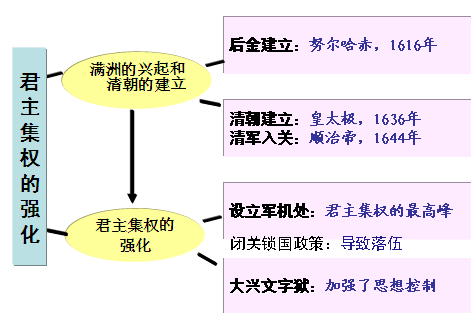 君主集权的强化
满洲的兴起和
清朝的建立
后金建立：努尔哈赤，1616年
清朝建立：皇太极，1636年
清军入关：顺治帝，1644年
君主集权的
强化
设立军机处：君主集权的最高峰
闭关锁国政策：导致落伍
大兴文字狱：加强了思想控制